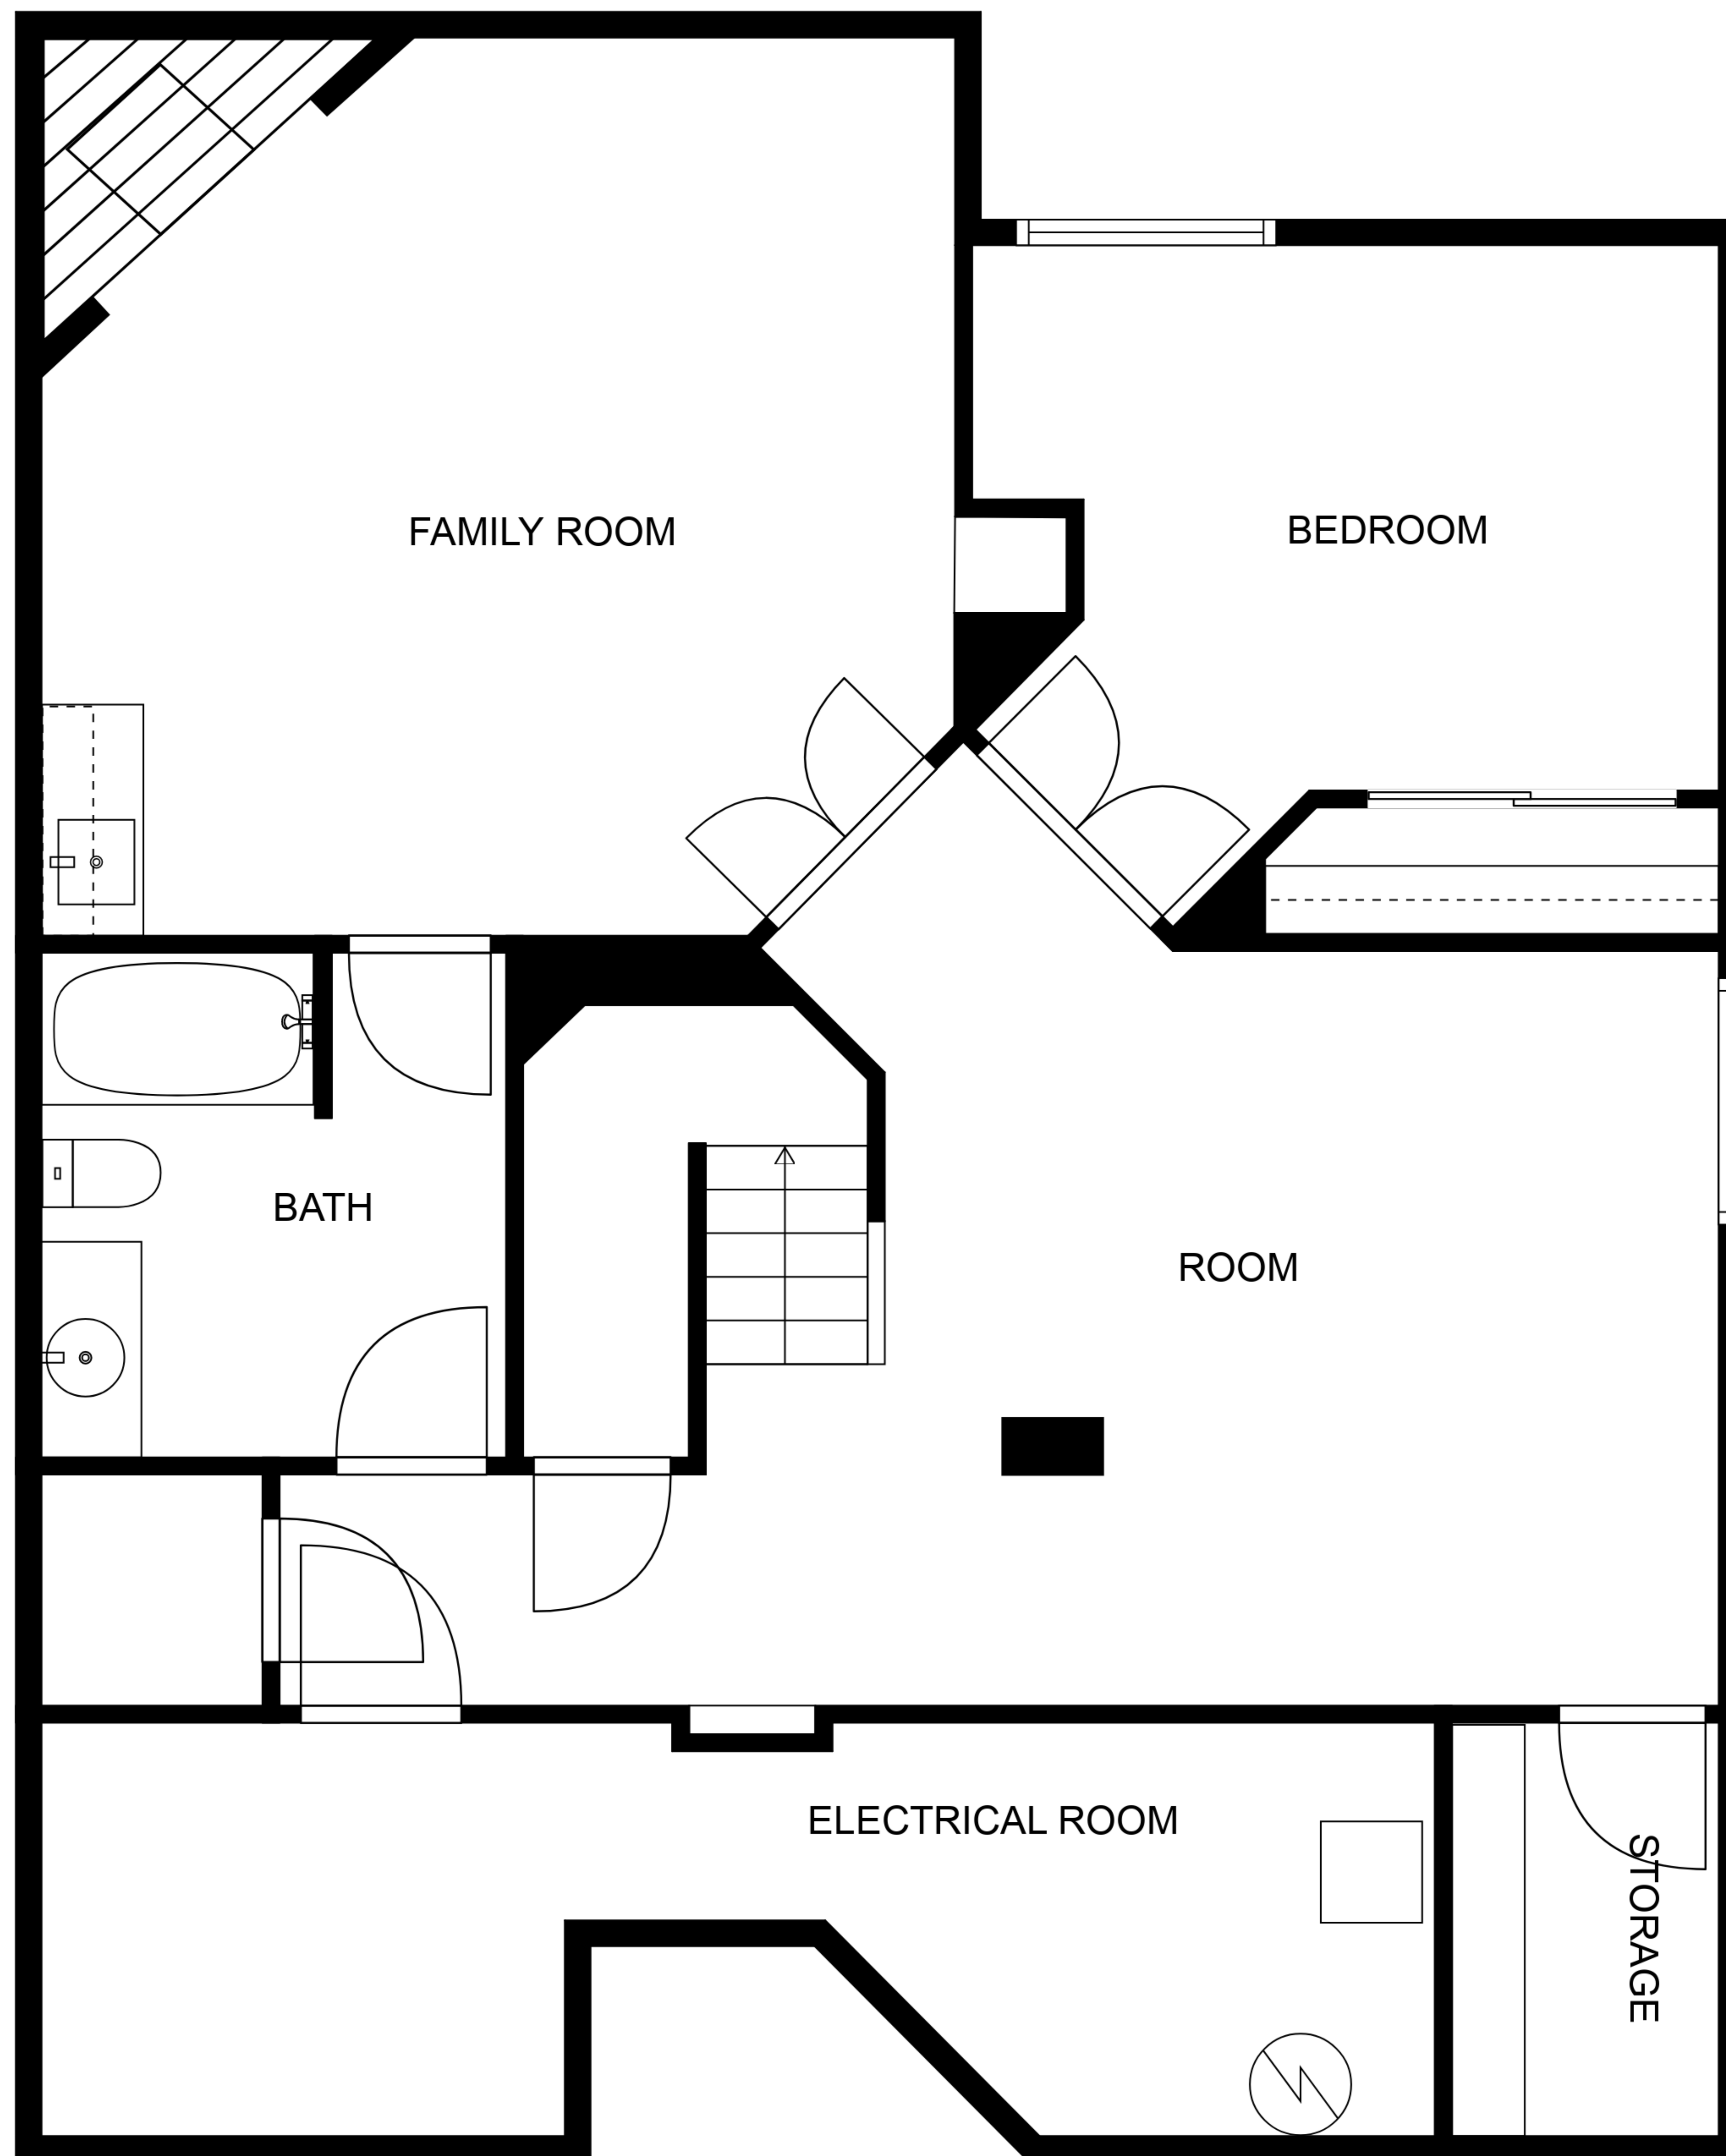 FAMILY ROOM
BEDROOM
BATH
ROOM
ELECTRICAL ROOM
STORAGE